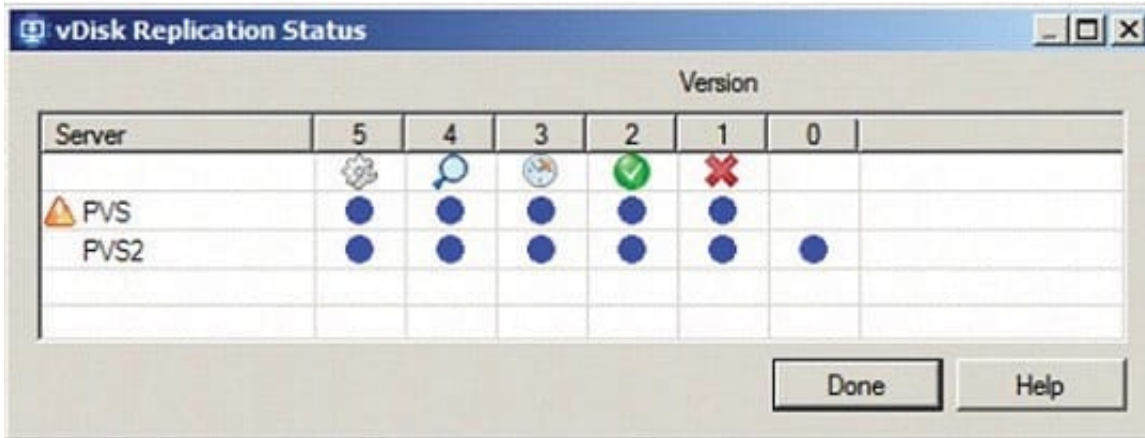 vDisk Replication Status
Version
Server 5 4 3 2 1 0
PVS
PVS2
Done Help